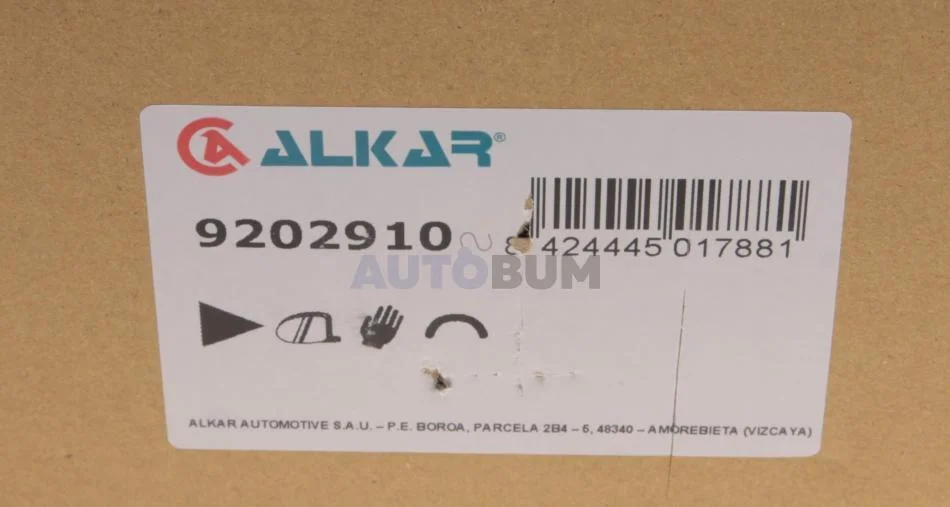 ALKAR®
9202910
8 424445 017881
AUTOBUM
ALKAR AUTOMOTIVE S.A.U. – P.E. BOROA, PARCELA 2B4 – 5, 48340 – AMOREBIETA (VIZCAYA)